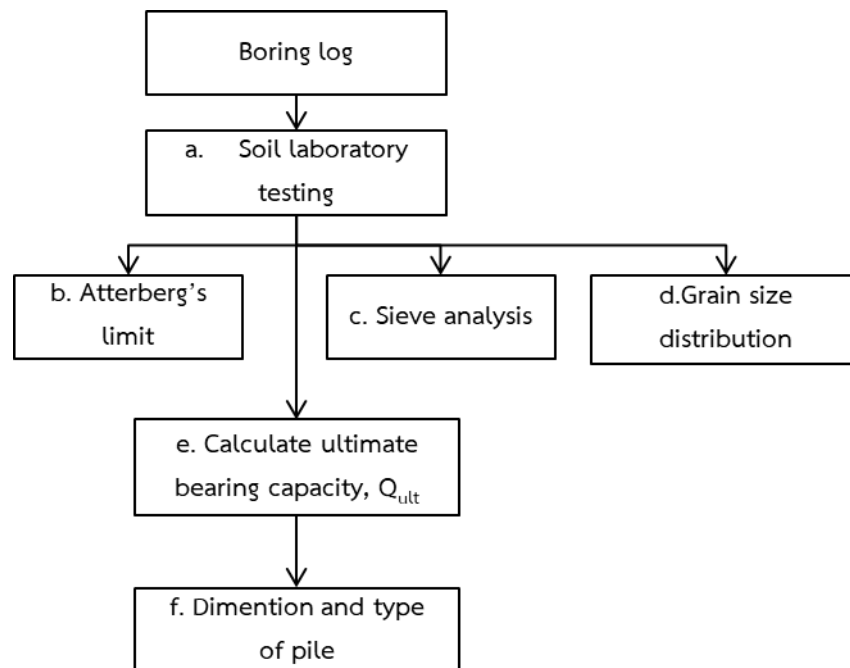 Boring log
a. Soil laboratory
testing
b. Atterberg’s
limit
c. Sieve analysis
d.Grain size
distribution
e. Calculate ultimate
bearing capacity, Qult
f. Dimention and type
of pile